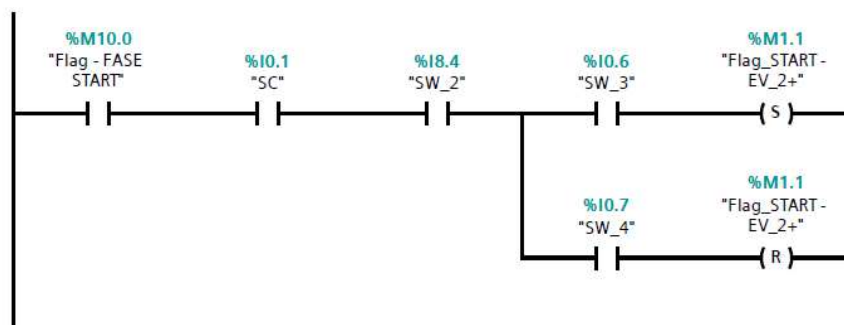 %M10.0
"Flag - FASE
START"
%I0.1
"SC"
%I8.4
"SW_2"
%I0.6
"SW_3"
%M1.1
"Flag_START -
EV_2+"
S
%I0.7
"SW_4"
%M1.1
"Flag_START -
EV_2+"
R